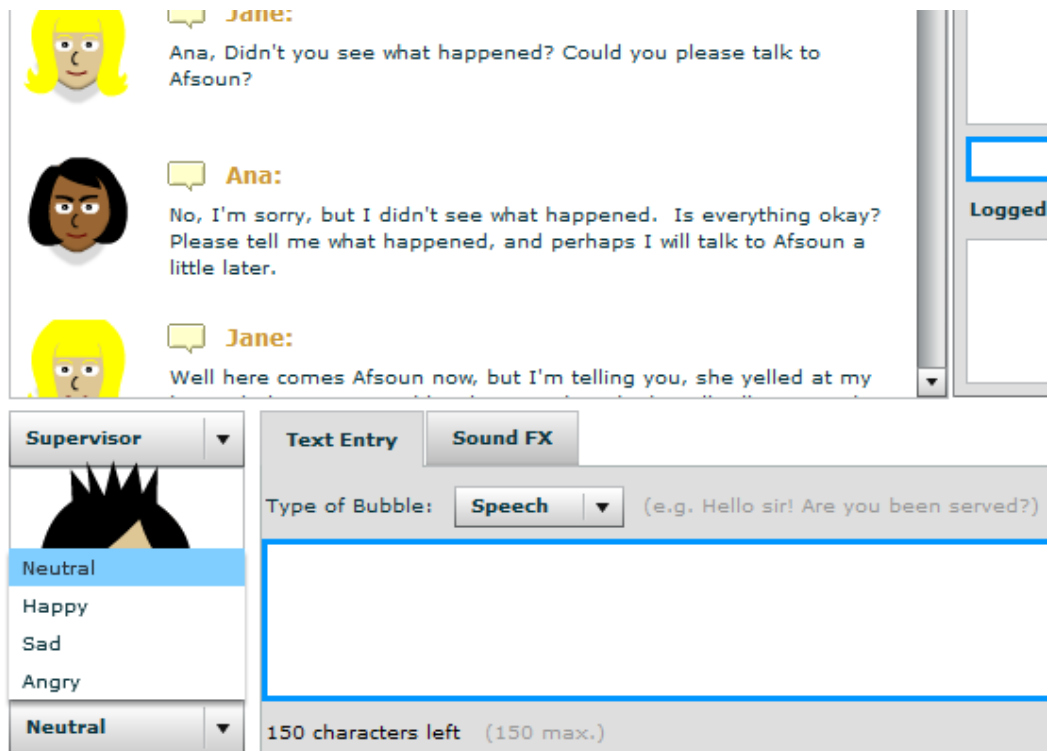 Jane:
Ana, Didn't you see what happened? Could you please talk to
Afsoun?
Ana:
No, I'm sorry, but I didn't see what happened.  Is everything okay?
Please tell me what happened, and perhaps I will talk to Afsoun a
little later.
Logged
Jane:
Well here comes Afsoun now, but I'm telling you, she yelled at my
Supervisor
Text Entry
Sound FX
Type of Bubble:
Speech
(e.g. Hello sir! Are you been served?)
Neutral
Happy
Sad
Angry
Neutral
150 characters left (150 max.)